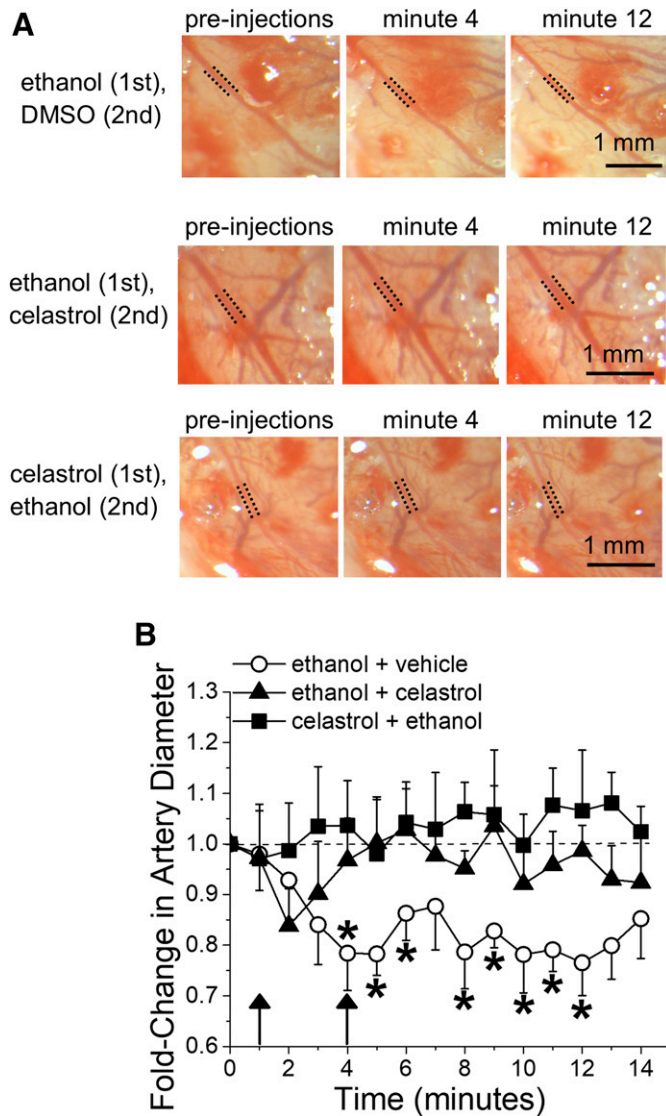 A
pre-injections minute 4 minute 12
ethanol (1st),
DMSO (2nd)
1 mm
pre-injections minute 4 minute 12
ethanol (1st),
celastrol (2nd)
1 mm
pre-injections minute 4 minute 12
celastrol (1st),
ethanol (2nd)
1 mm
B
ethanol + vehicle
ethanol + celastrol
celastrol + ethanol
Fold-Change in Artery Diameter
1.3
1.2
1.1
1.0
0.9
0.8
0.7
0.6
* * * * * * * *
0 2 4 6 8 10 12 14
Time (minutes)